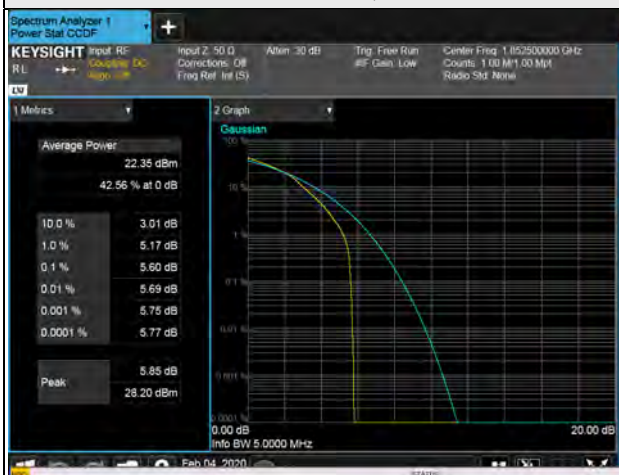 Spectrum Analyzer 1
Power Stat CCDF
+
KEYSIGHT Input: RF
RL
Coupling: DC
Align: Off
Input Z: 50 Ω
Corrections: Off
Freq Ref: Int (S)
Atten: 30 dB
Trig: Free Run
#IF Gain: Low
Center Freq: 1.852500000 GHz
Counts: 1.00 M/1.00 Mpt
Radio Std: None
LW
1 Metrics
Average Power
22.35 dBm
42.56 % at 0 dB
10.0 % 3.01 dB
1.0 % 5.17 dB
0.1 % 5.60 dB
0.01 % 5.69 dB
0.001 % 5.75 dB
0.0001 % 5.77 dB
Peak
5.85 dB
28.20 dBm
2 Graph
Gaussian
100 %
10 %
1 %
0.1 %
0.01 %
0.001 %
0.0001 %
0.00 dB
20.00 dB
Info BW 5.0000 MHz
Feb 04, 2020